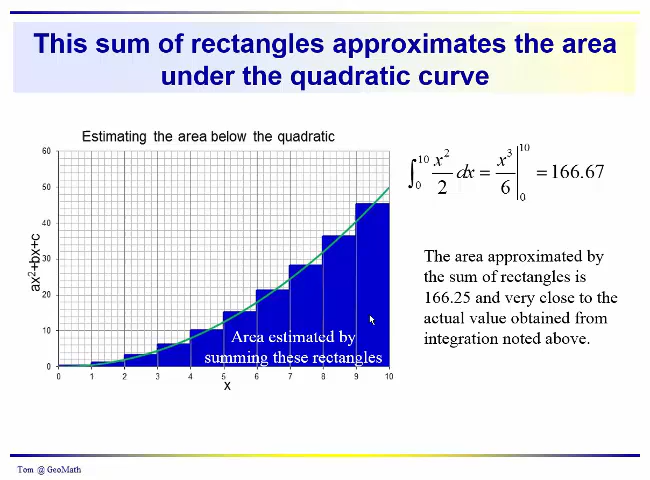 This sum of rectangles approximates the area
under the quadratic curve
Estimating the area below the quadratic
60
50
40
30
20
10
0
ax²+bx+c
0 1 2 3 4 5 6 7 8 9 10
x
Area estimated by
summing these rectangles
∫₀¹⁰ x²/2 dx = x³/6 |₀¹⁰ = 166.67
The area approximated by
the sum of rectangles is
166.25 and very close to the
actual value obtained from
integration noted above.
Tom @ GeoMath